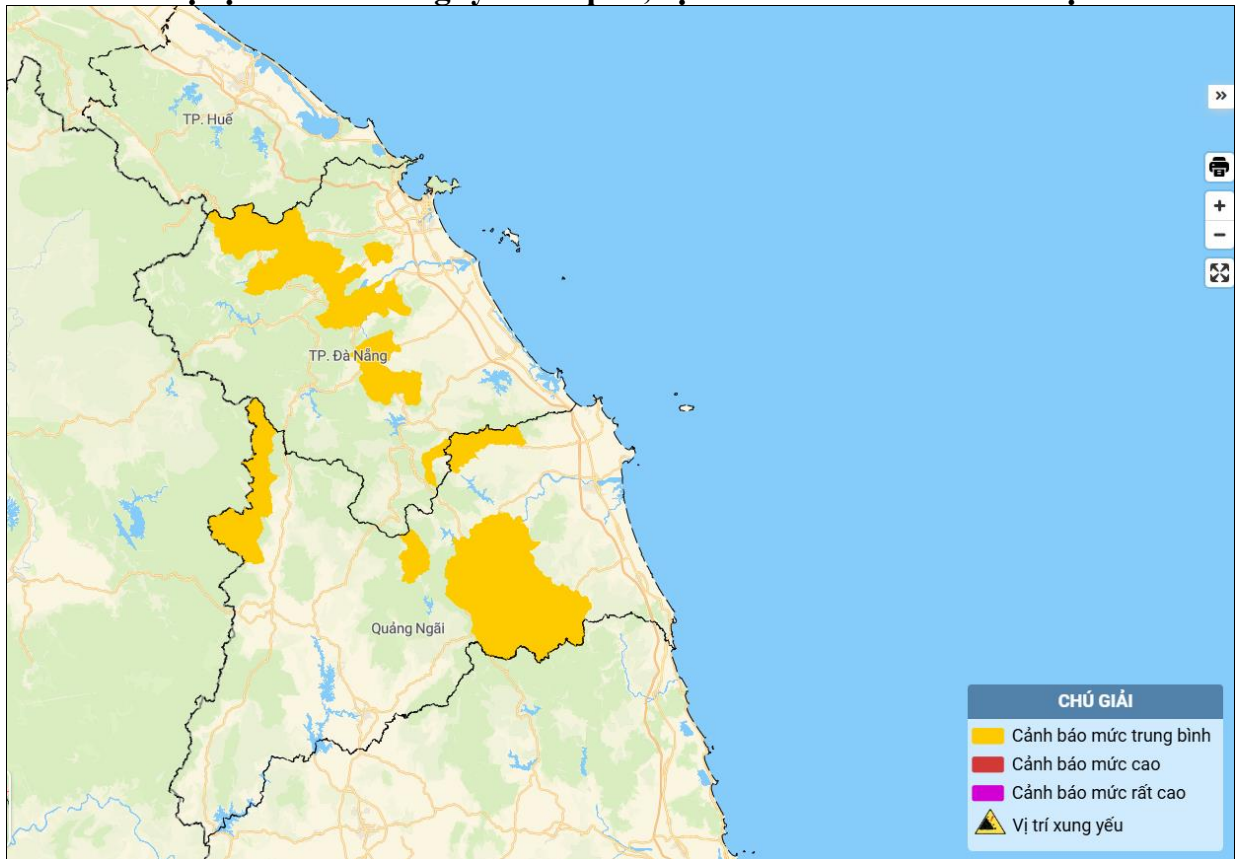 TP. Huế
TP. Đà Nẵng
Quảng Ngãi
CHÚ GIẢI
Cảnh báo mức trung bình
Cảnh báo mức cao
Cảnh báo mức rất cao
Vị trí xung yếu